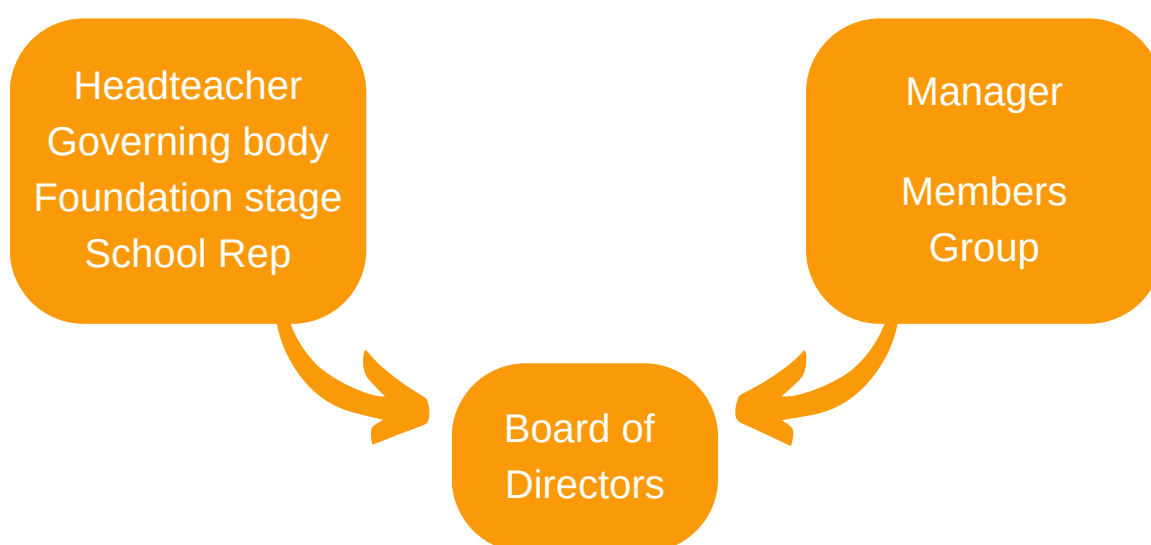 Headteacher
Governing body
Foundation stage
School Rep
Manager
Members
Group
Board of
Directors